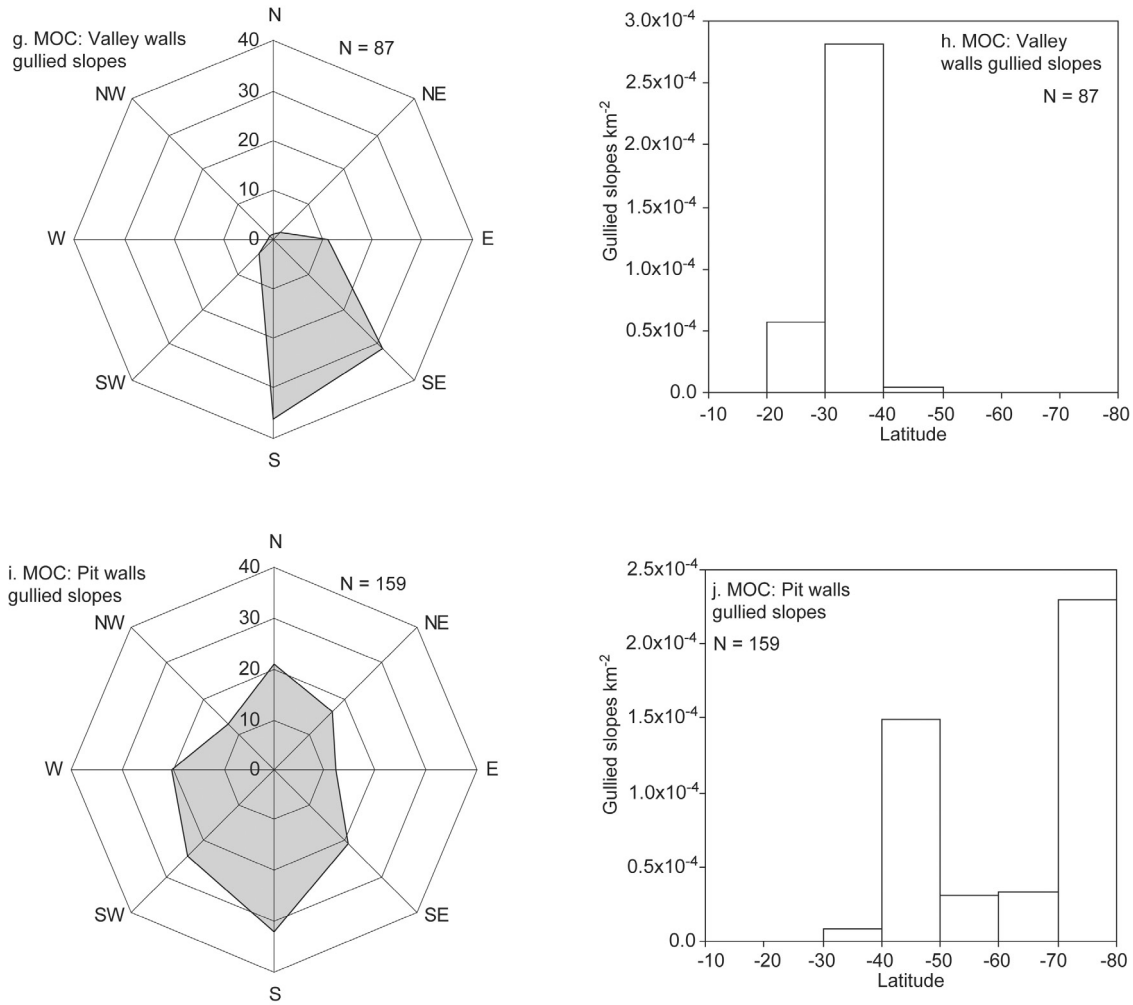 g. MOC: Valley walls
gullied slopes
N = 87
N
NE
E
SE
S
SW
W
NW
40
30
20
10
0
h. MOC: Valley
walls gullied slopes
N = 87
Gullied slopes km-2
3.0x10-4
2.5x10-4
2.0x10-4
1.5x10-4
1.0x10-4
0.5x10-4
0.0
-10 -20 -30 -40 -50 -60 -70 -80
Latitude
i. MOC: Pit walls
gullied slopes
N = 159
N
NE
E
SE
S
SW
W
NW
40
30
20
10
0
j. MOC: Pit walls
gullied slopes
N = 159
Gullied slopes km-2
2.5x10-4
2.0x10-4
1.5x10-4
1.0x10-4
0.5x10-4
0.0
-10 -20 -30 -40 -50 -60 -70 -80
Latitude